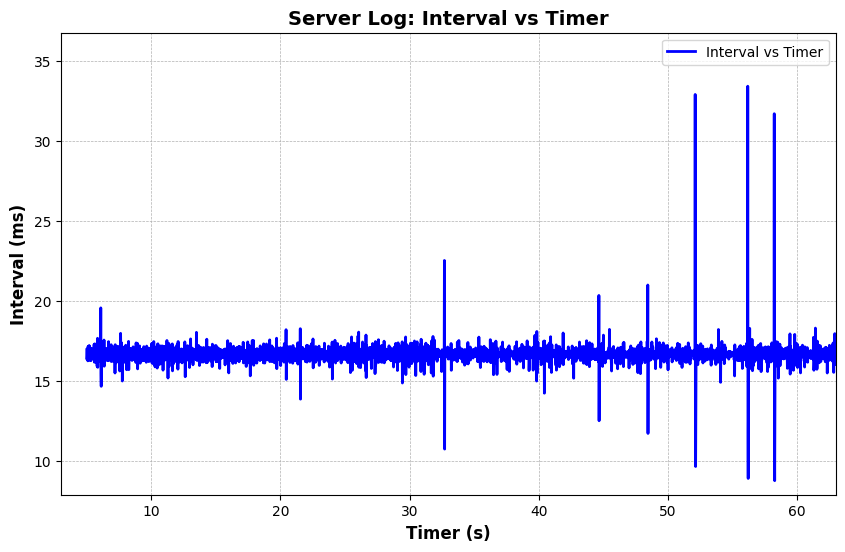 Server Log: Interval vs Timer
Interval vs Timer
35
30
25
20
15
10
Interval (ms)
10 20 30 40 50 60
Timer (s)